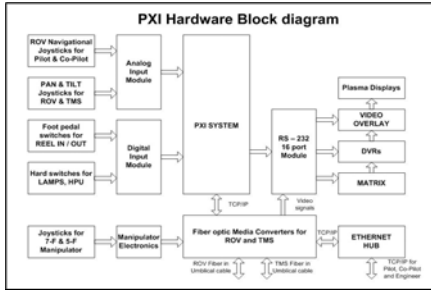 PXI Hardware Block diagram
ROV Navigational
Joysticks for
Pilot & Co-Pilot
PAN & TILT
Joysticks for
ROV & TMS
Foot pedal
switches for
REEL IN / OUT
Hard switches for
LAMPS, HPU
Joysticks for
7-F & 5-F
Manipulator
Analog
Input
Module
Digital
Input
Module
Manipulator
Electronics
PXI SYSTEM
TCP/IP
RS – 232
16 port
Module
Video
signals
Plasma Displays
VIDEO
OVERLAY
DVRs
MATRIX
Fiber optic Media Converters for
ROV and TMS
TCP/IP
ETHERNET
HUB
ROV Fiber in
Umblical cable
TMS Fiber in
Umblical cable
TCP/IP for
Pilot, Co-Pilot
and Engineer